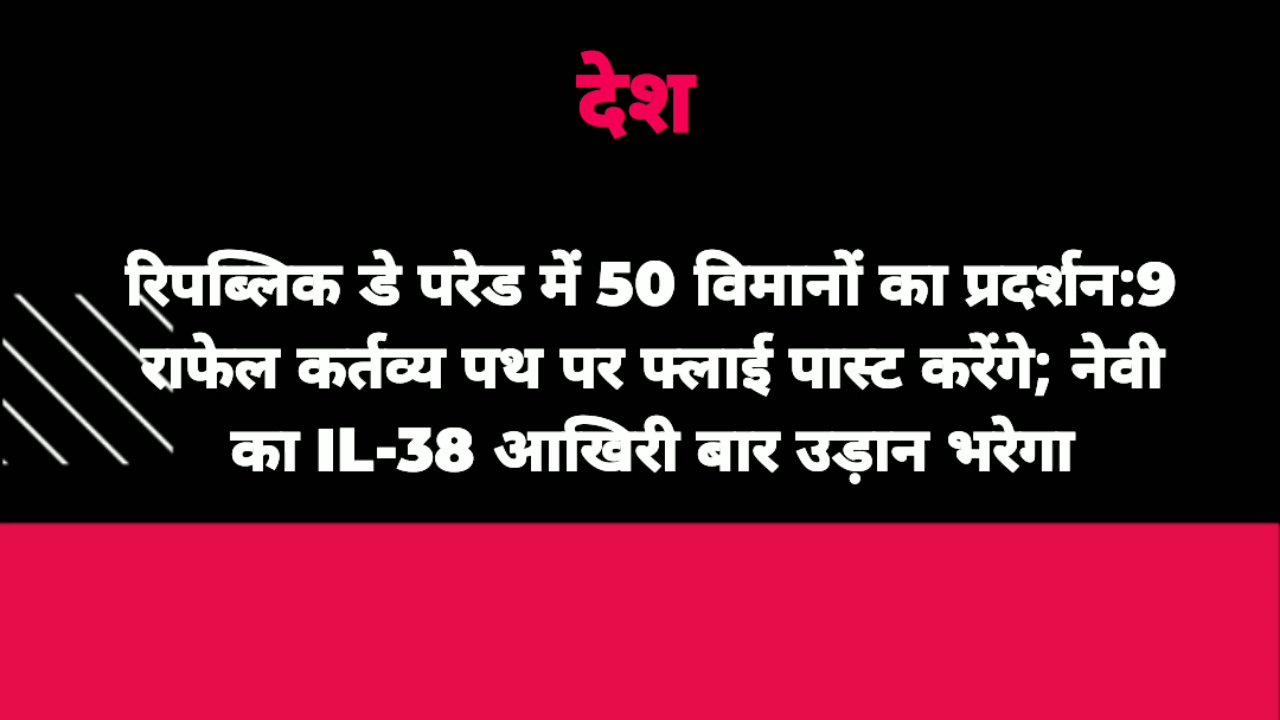 देश
रिपब्लिक डे परेड में 50 विमानों का प्रदर्शन:9
राफेल कर्तव्य पथ पर फ्लाई पास्ट करेंगे; नेवी
का IL-38 आखिरी बार उड़ान भरेगा